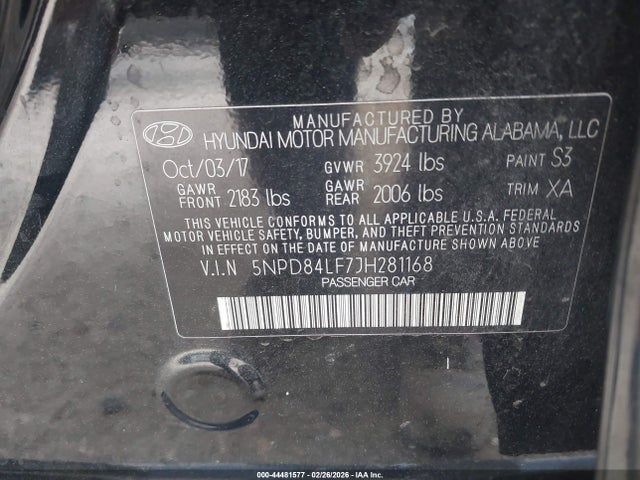 MANUFACTURED BY
HYUNDAI MOTOR MANUFACTURING ALABAMA, LLC
Oct/03/17 GVWR 3924 lbs PAINT S3
GAWR FRONT 2183 lbs GAWR REAR 2006 lbs TRIM XA
THIS VEHICLE CONFORMS TO ALL APPLICABLE U.S.A. FEDERAL
MOTOR VEHICLE SAFETY, BUMPER, AND THEFT PREVENTION STANDARDS
IN EFFECT ON THE DATE OF MANUFACTURE SHOWN ABOVE
V.I.N 5NPD84LF7JH281168
PASSENGER CAR
000-44481577 - 02/26/2026 - IAA Inc.